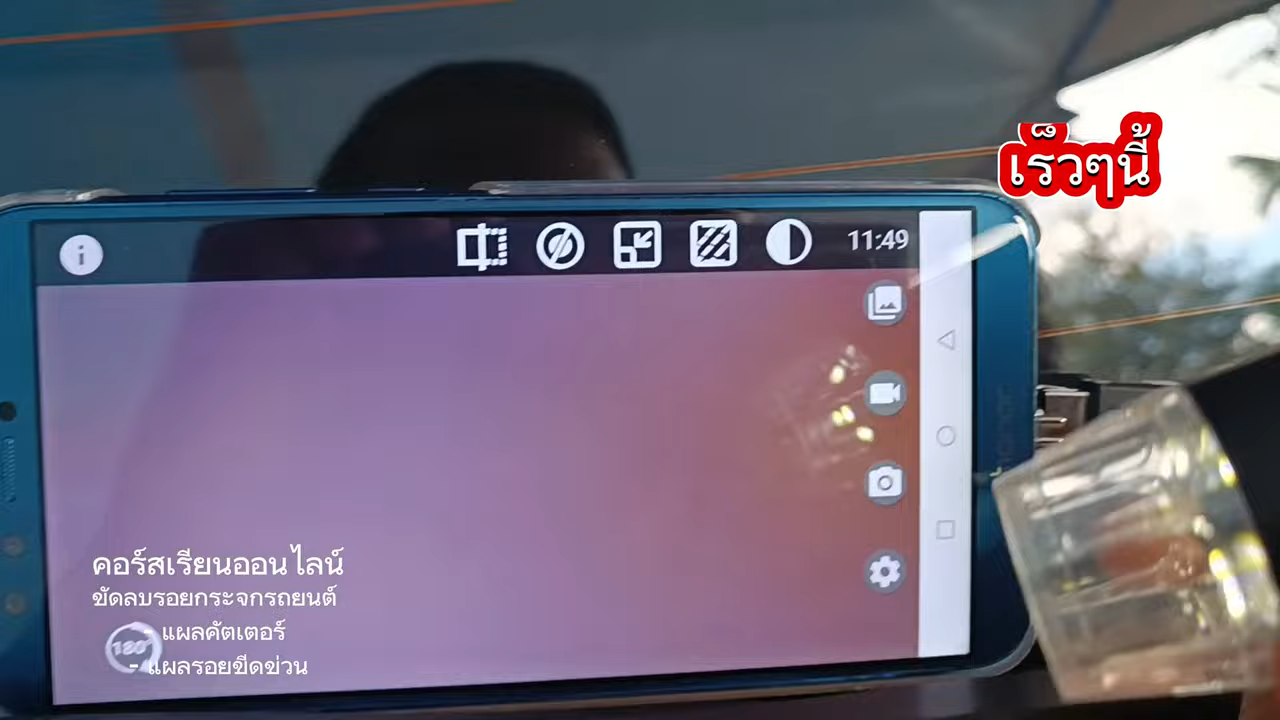 เร็วๆนี้
11:49
คอร์สเรียนออนไลน์
ขัดลบรอยกระจกรถยนต์
- แผลคัตเตอร์
- แผลรอยขีดข่วน
180°